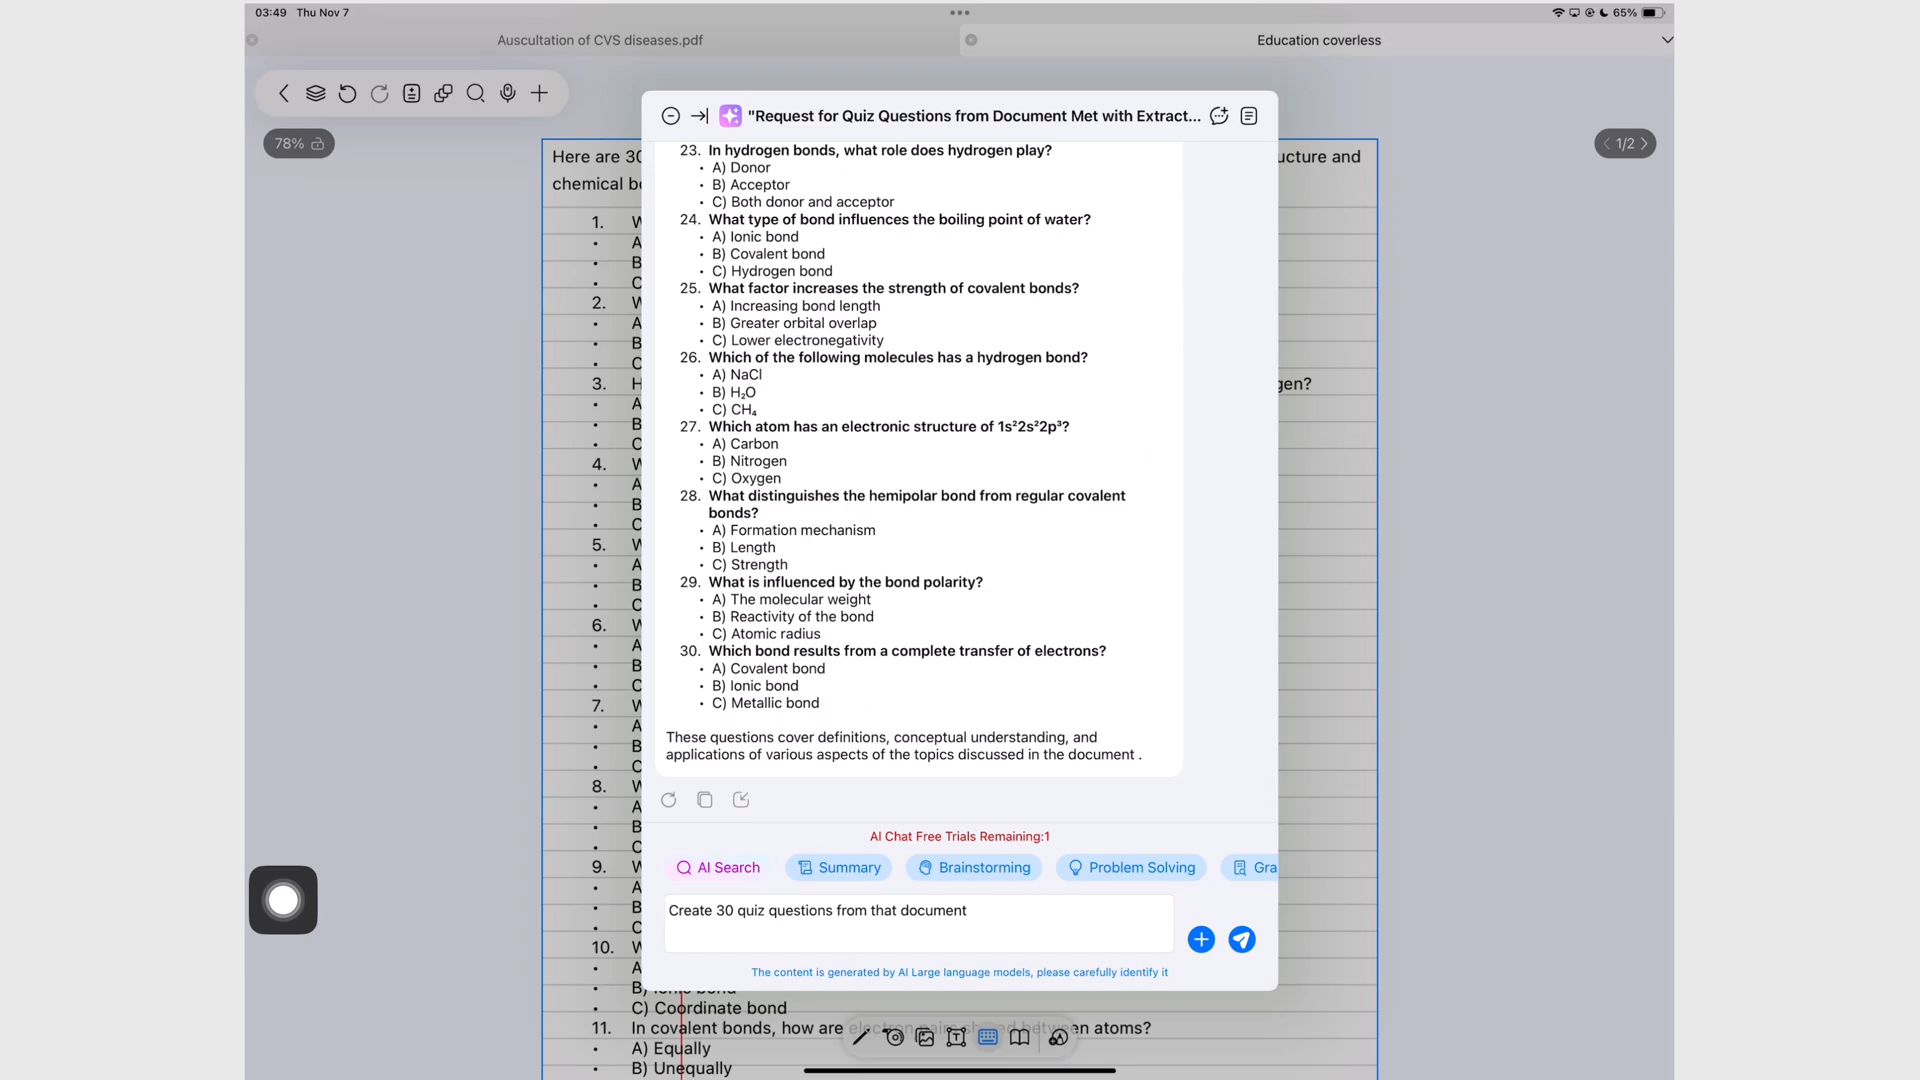 03:49 Thu Nov 7
65%
Auscultation of CVS diseases.pdf
Education coverless
78%
1/2
"Request for Quiz Questions from Document Met with Extract...
Here are 30
ucture and
chemical b
1. W
A
B
C
2. W
A
B
C
3. H
gen?
A
B
C
4. W
A
B
C
5. W
A
B
C
6. W
A
B
C
7. W
A
B
C
8. W
A
B
C
9. W
A
B
C
10. W
A
B) Ionic bond
C) Coordinate bond
11. In covalent bonds, how are electron pairs shared between atoms?
A) Equally
B) Unequally
23. In hydrogen bonds, what role does hydrogen play?
• A) Donor
• B) Acceptor
• C) Both donor and acceptor
24. What type of bond influences the boiling point of water?
• A) Ionic bond
• B) Covalent bond
• C) Hydrogen bond
25. What factor increases the strength of covalent bonds?
• A) Increasing bond length
• B) Greater orbital overlap
• C) Lower electronegativity
26. Which of the following molecules has a hydrogen bond?
• A) NaCl
• B) H₂O
• C) CH₄
27. Which atom has an electronic structure of 1s²2s²2p³?
• A) Carbon
• B) Nitrogen
• C) Oxygen
28. What distinguishes the hemipolar bond from regular covalent
bonds?
• A) Formation mechanism
• B) Length
• C) Strength
29. What is influenced by the bond polarity?
• A) The molecular weight
• B) Reactivity of the bond
• C) Atomic radius
30. Which bond results from a complete transfer of electrons?
• A) Covalent bond
• B) Ionic bond
• C) Metallic bond
These questions cover definitions, conceptual understanding, and
applications of various aspects of the topics discussed in the document .
AI Chat Free Trials Remaining:1
AI Search Summary Brainstorming Problem Solving Gra
Create 30 quiz questions from that document
The content is generated by AI Large language models, please carefully identify it